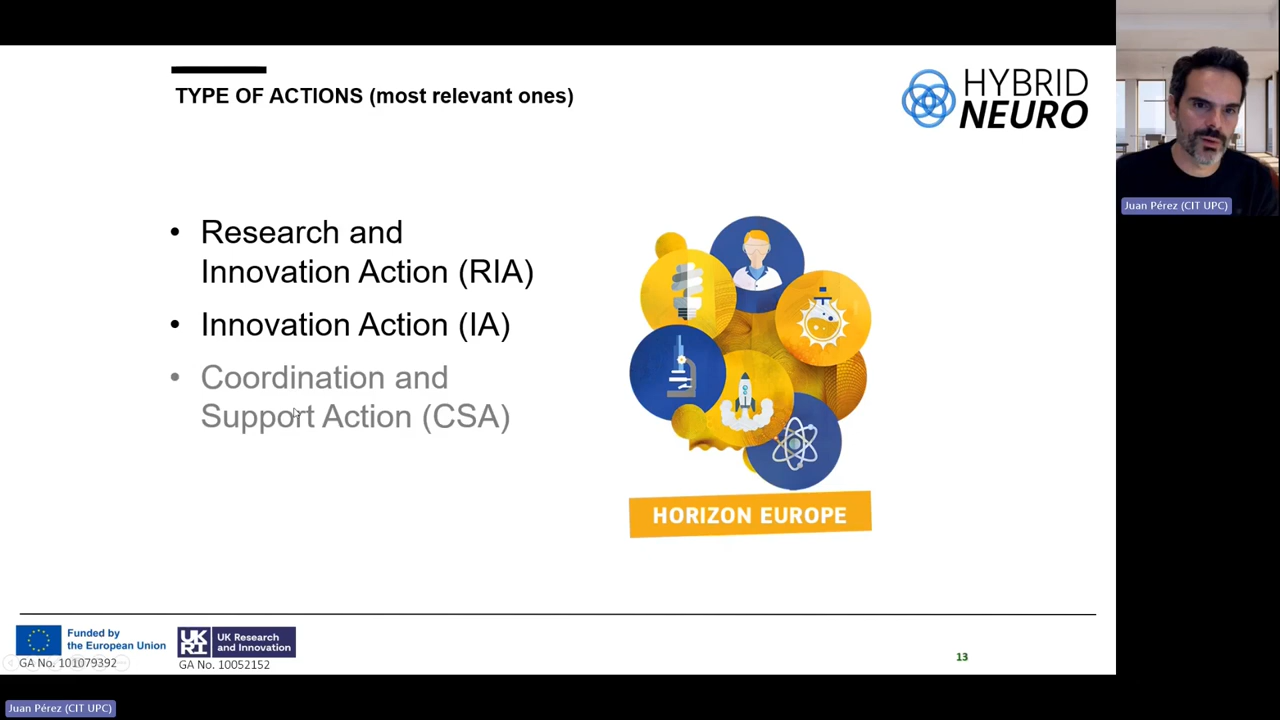 TYPE OF ACTIONS (most relevant ones)
HYBRID
NEURO
• Research and
Innovation Action (RIA)
• Innovation Action (IA)
• Coordination and
Support Action (CSA)
HORIZON EUROPE
Funded by
the European Union
GA No. 101079392
UK
RI
UK Research
and Innovation
GA No. 10052152
13
Juan Pérez (CIT UPC)
Juan Pérez (CIT UPC)